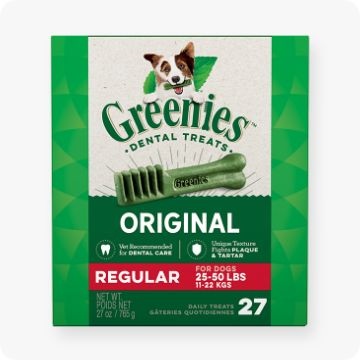 Greenies™
• DENTAL TREATS •
Greenies
ORIGINAL
Vet Recommended
for DENTAL CARE
Unique Texture
Fights PLAQUE
& TARTAR
REGULAR
FOR DOGS
25-50 LBS
11-22 KGS
NET WT.
POIDS NET
27 oz / 765 g
DAILY TREATS
GÂTERIES QUOTIDIENNES
27